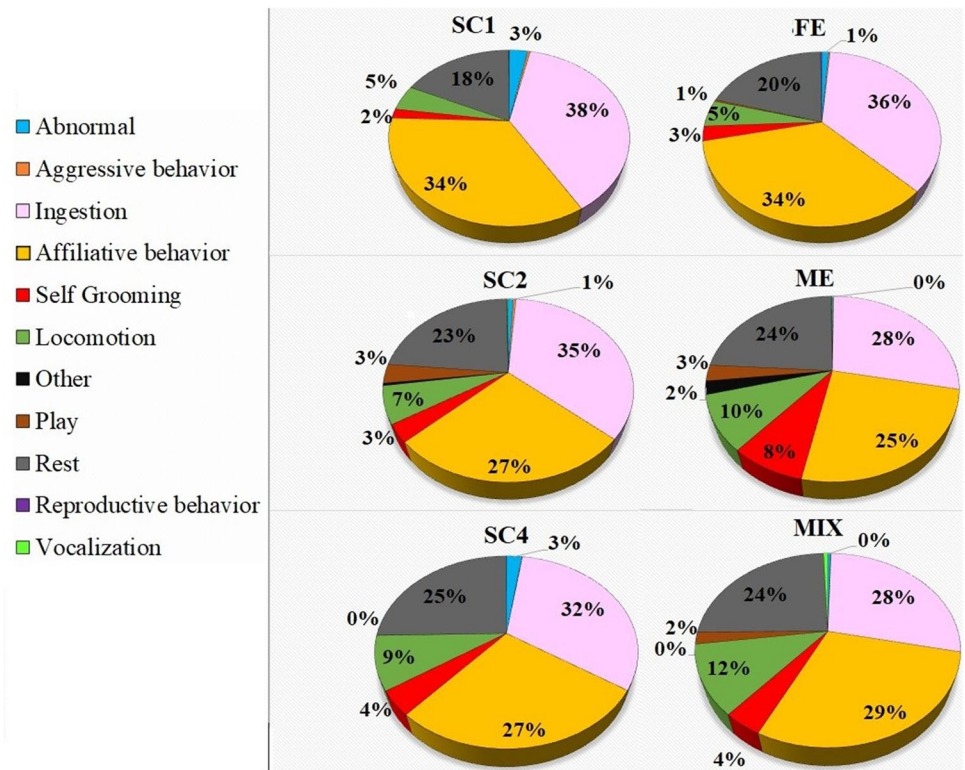 Abnormal
Aggressive behavior
Ingestion
Affiliative behavior
Self Grooming
Locomotion
Other
Play
Rest
Reproductive behavior
Vocalization
SC1
3%
38%
34%
2%
5%
18%
FE
1%
36%
34%
3%
5%
1%
20%
SC2
1%
35%
27%
3%
7%
3%
23%
ME
0%
28%
25%
8%
10%
2%
3%
24%
SC4
3%
32%
27%
4%
9%
0%
25%
MIX
0%
28%
29%
4%
12%
0%
2%
24%